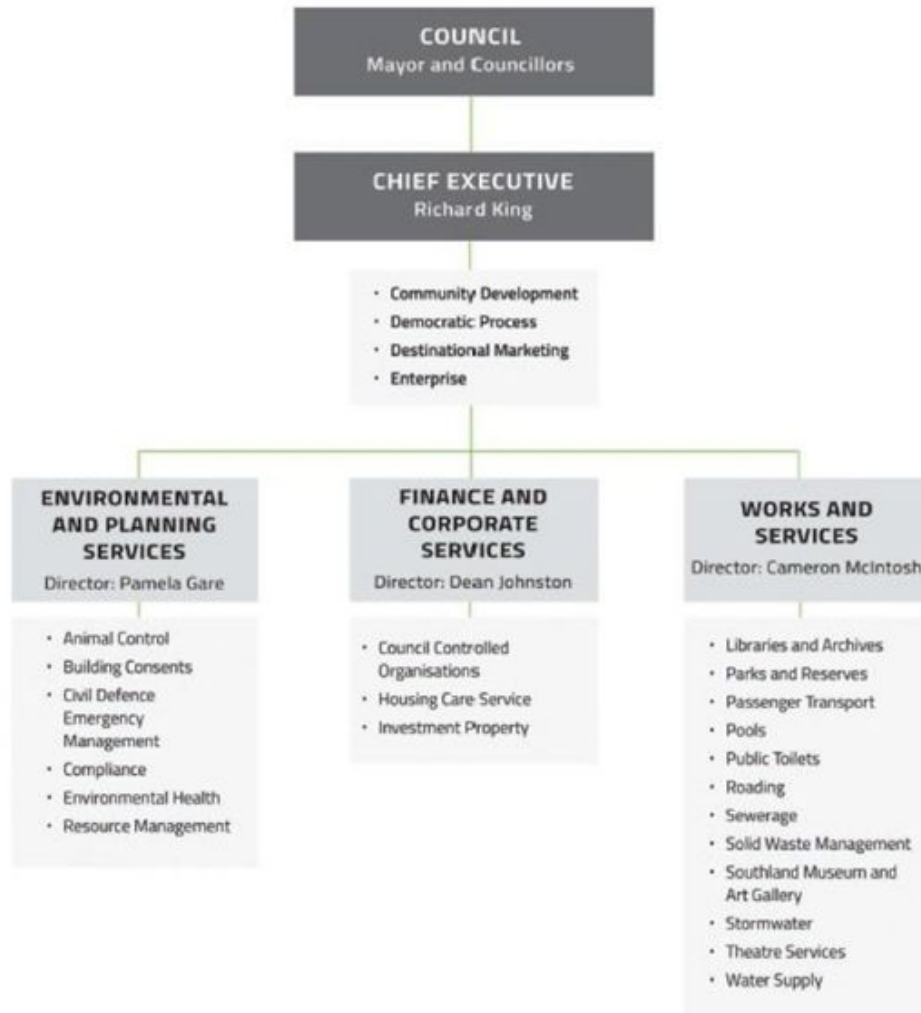 COUNCIL
Mayor and Councillors
CHIEF EXECUTIVE
Richard King
• Community Development
• Democratic Process
• Destinational Marketing
• Enterprise
ENVIRONMENTAL
AND PLANNING
SERVICES
Director: Pamela Gare
• Animal Control
• Building Consents
• Civil Defence
Emergency
Management
• Compliance
• Environmental Health
• Resource Management
FINANCE AND
CORPORATE
SERVICES
Director: Dean Johnston
• Council Controlled
Organisations
• Housing Care Service
• Investment Property
WORKS AND
SERVICES
Director: Cameron McIntosh
• Libraries and Archives
• Parks and Reserves
• Passenger Transport
• Pools
• Public Toilets
• Roading
• Sewerage
• Solid Waste Management
• Southland Museum and
Art Gallery
• Stormwater
• Theatre Services
• Water Supply